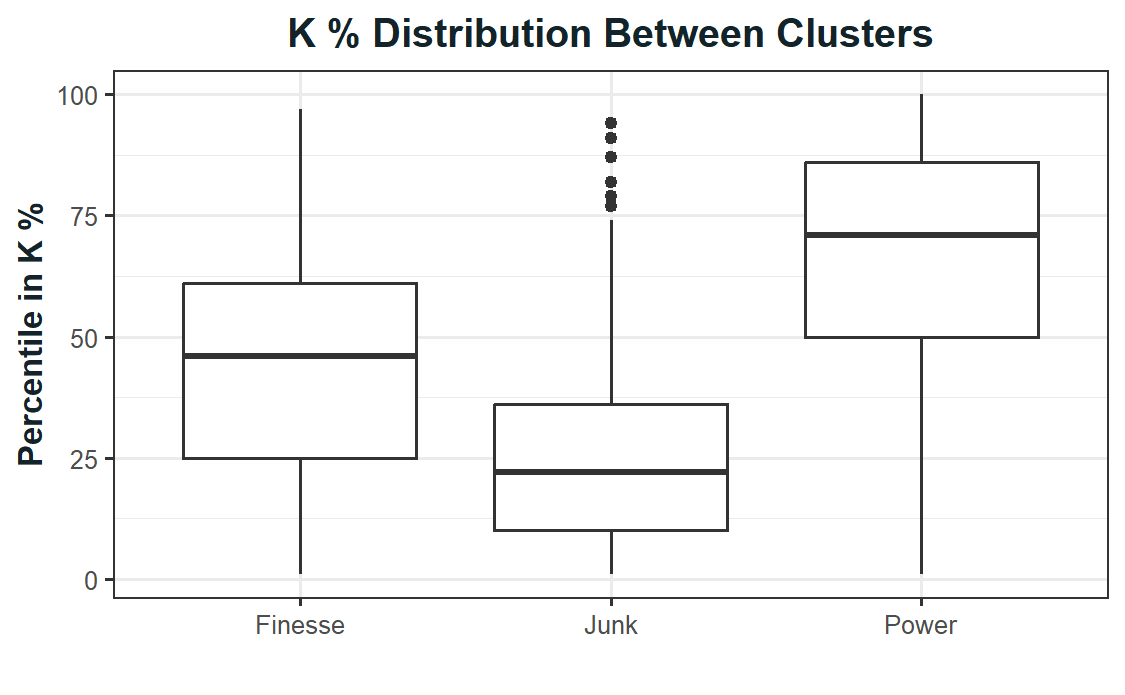 K % Distribution Between Clusters
Percentile in K %
100
75
50
25
0
Finesse
Junk
Power